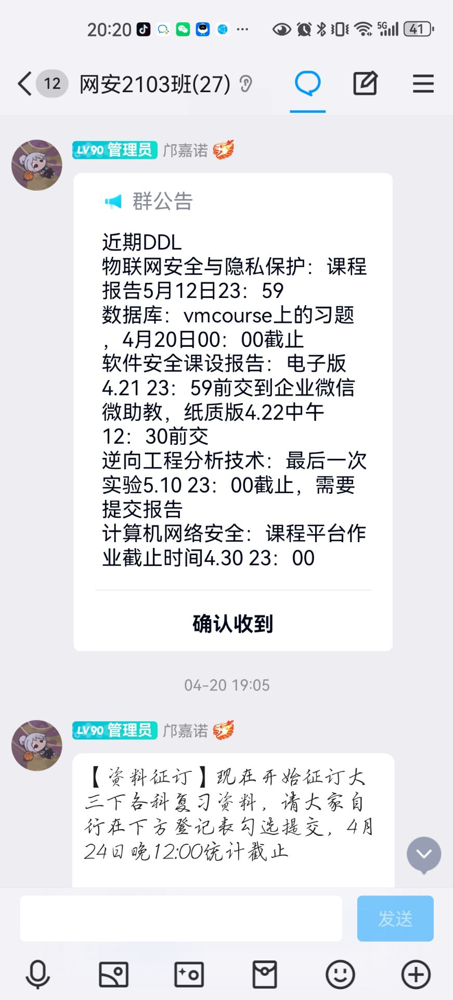 20:20
5G
41
12
网安2103班(27)
LV90 管理员 邝嘉诺
群公告
近期DDL
物联网安全与隐私保护：课程
报告5月12日23：59
数据库：vmcourse上的习题
，4月20日00：00截止
软件安全课设报告：电子版
4.21 23：59前交到企业微信
微助教，纸质版4.22中午
12：30前交
逆向工程分析技术：最后一次
实验5.10 23：00截止，需要
提交报告
计算机网络安全：课程平台作
业截止时间4.30 23：00
确认收到
04-20 19:05
LV90 管理员 邝嘉诺
【资料征订】现在开始征订大
三下各科复习资料，请大家自
行在下方登记表勾选提交，4月
24日晚12:00统计截止
发送